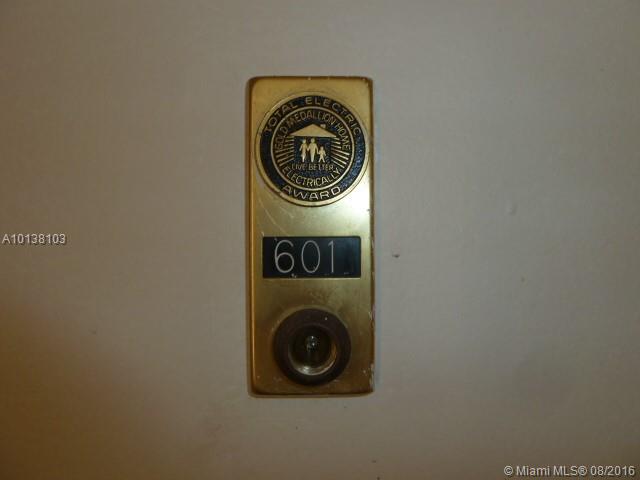 TOTAL ELECTRIC
GOLD MEDALLION HOME
LIVE BETTER
ELECTRICALLY
AWARD
A10138103
601
© Miami MLS® 08/2016